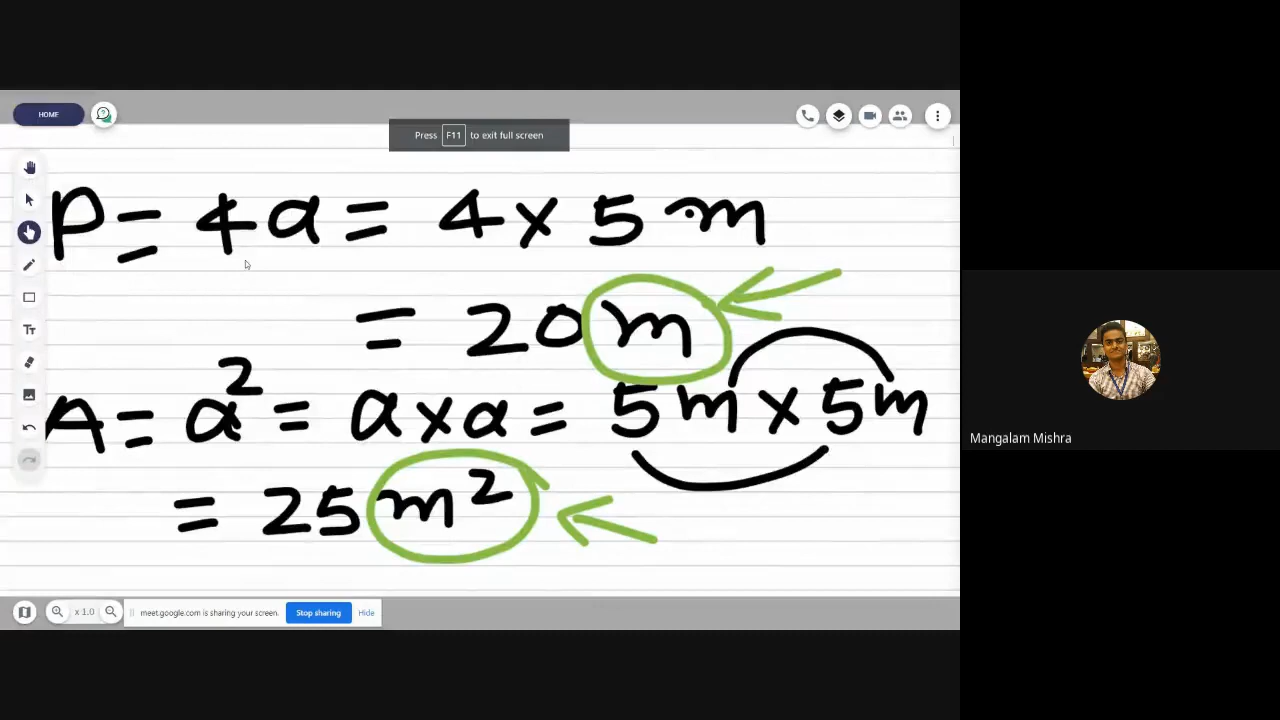 HOME
Press F11 to exit full screen
P = 4a = 4 x 5 m
= 20 m
A = a² = a x a = 5 m x 5 m
= 25 m²
Tт
x 1.0
meet.google.com is sharing your screen.
Stop sharing
Hide
Mangalam Mishra